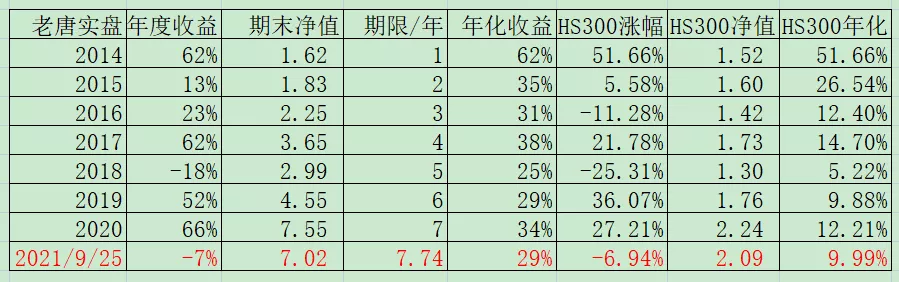 老唐实盘 年度收益 期末净值 期限/年 年化收益 HS300涨幅 HS300净值 HS300年化
2014 62% 1.62 1 62% 51.66% 1.52 51.66%
2015 13% 1.83 2 35% 5.58% 1.60 26.54%
2016 23% 2.25 3 31% -11.28% 1.42 12.40%
2017 62% 3.65 4 38% 21.78% 1.73 14.70%
2018 -18% 2.99 5 25% -25.31% 1.30 5.22%
2019 52% 4.55 6 29% 36.07% 1.76 9.88%
2020 66% 7.55 7 34% 27.21% 2.24 12.21%
2021/9/25 -7% 7.02 7.74 29% -6.94% 2.09 9.99%